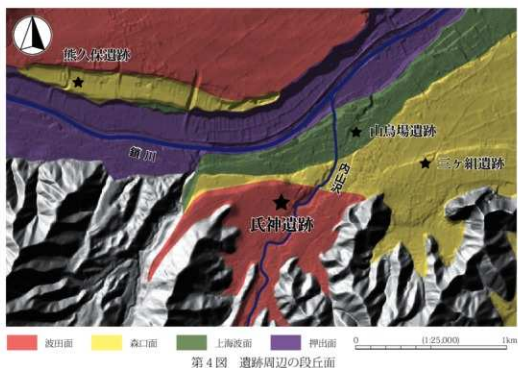 熊久保遺跡
山鳥場遺跡
三ヶ組遺跡
鎖川
内山沢
氏神遺跡
波田面 森口面 上海渡面 押出面 0 (1:25,000) 1km
第4図 遺跡周辺の段丘面